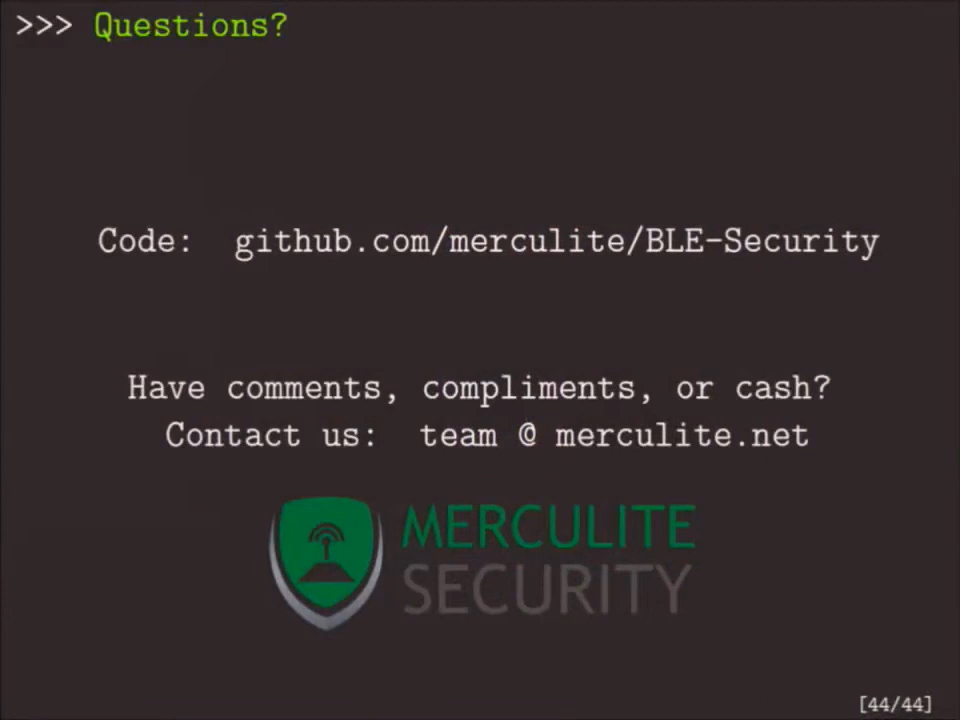 >>> Questions?
Code: github.com/merculite/BLE-Security
Have comments, compliments, or cash?
Contact us: team @ merculite.net
MERCULITE
SECURITY
[44/44]